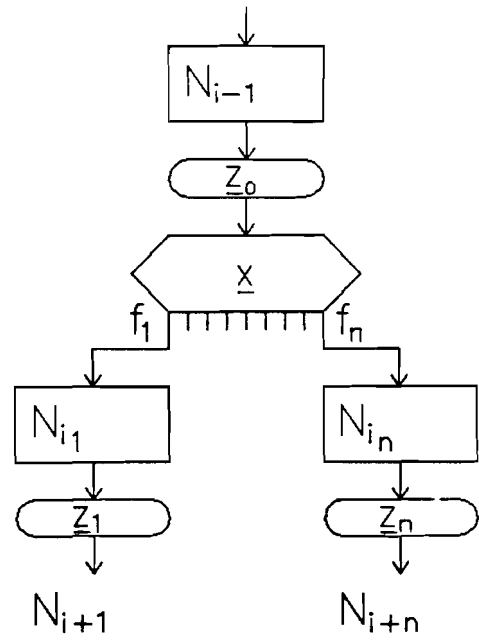 N_{i-1}
z_0
x
f_1 f_n
N_{i_1} N_{i_n}
z_1 z_n
N_{i+1} N_{i+n}